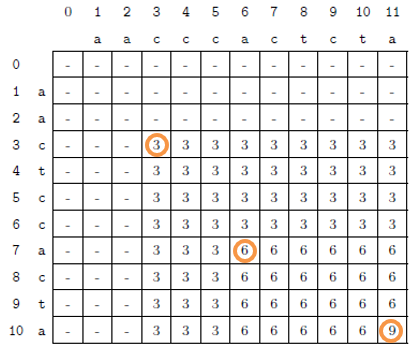 0 1 2 3 4 5 6 7 8 9 10 11
a a c c c a c t c t a
0 - - - - - - - - - - - -
1 a - - - - - - - - - - - -
2 a - - - - - - - - - - - -
3 c - - - 3 3 3 3 3 3 3 3 3
4 t - - - 3 3 3 3 3 3 3 3 3
5 c - - - 3 3 3 3 3 3 3 3 3
6 c - - - 3 3 3 3 3 3 3 3 3
7 a - - - 3 3 3 6 6 6 6 6 6
8 c - - - 3 3 3 6 6 6 6 6 6
9 t - - - 3 3 3 6 6 6 6 6 6
10 a - - - 3 3 3 6 6 6 6 6 9